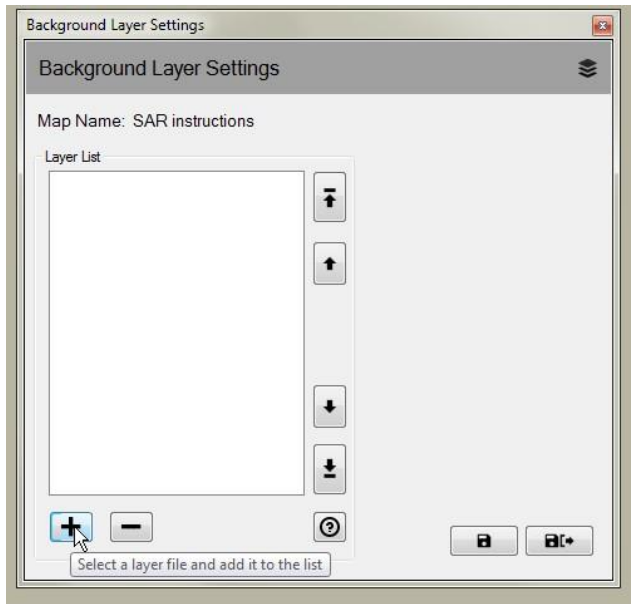 Background Layer Settings
Background Layer Settings
Map Name: SAR instructions
Layer List
Select a layer file and add it to the list